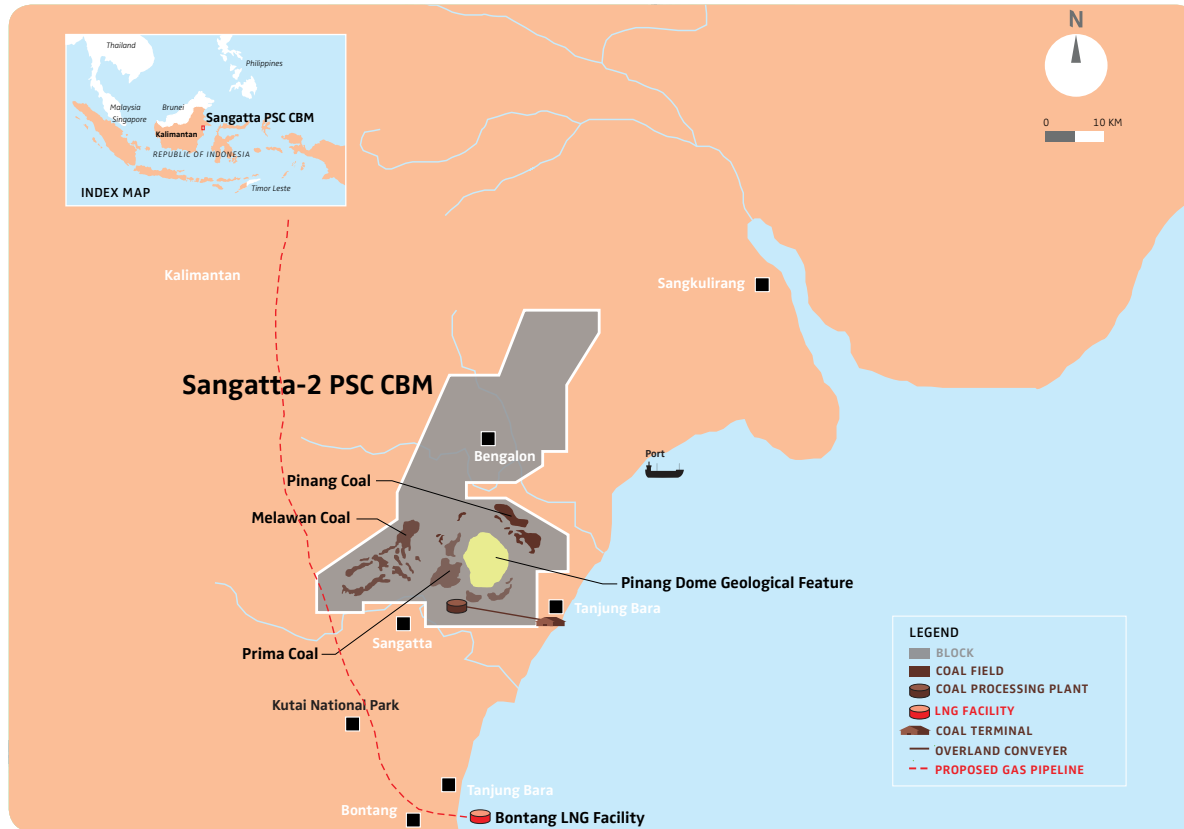 Thailand
Philippines
Malaysia
Brunei
Singapore
Sangatta PSC CBM
Kalimantan
REPUBLIC OF INDONESIA
Timor Leste
INDEX MAP
N
0 10 KM
Kalimantan
Sangkulirang
Sangatta-2 PSC CBM
Bengalon
Port
Pinang Coal
Melawan Coal
Pinang Dome Geological Feature
Tanjung Bara
Sangatta
Prima Coal
Kutai National Park
Tanjung Bara
Bontang
Bontang LNG Facility
LEGEND
BLOCK
COAL FIELD
COAL PROCESSING PLANT
LNG FACILITY
COAL TERMINAL
OVERLAND CONVEYER
PROPOSED GAS PIPELINE